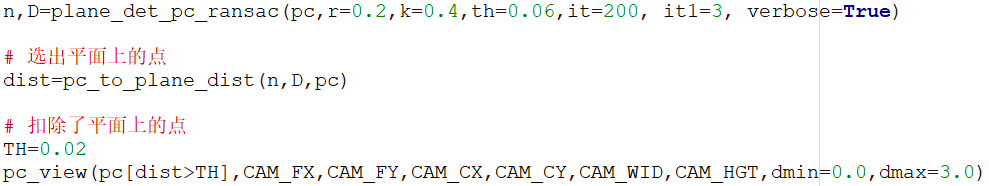 n,D=plane_det_pc_ransac(pc,r=0.2,k=0.4,th=0.06,it=200, it1=3, verbose=True)
# 选出平面上的点
dist=pc_to_plane_dist(n,D,pc)
# 扣除了平面上的点
TH=0.02
pc_view(pc[dist>TH],CAM_FX,CAM_FY,CAM_CX,CAM_CY,CAM_WID,CAM_HGT,dmin=0.0,dmax=3.0)